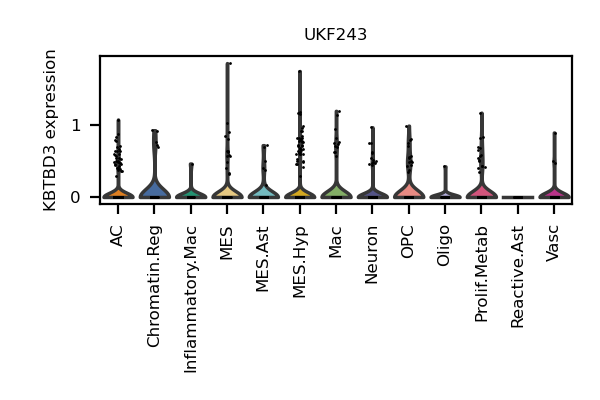 UKF243
KBTBD3 expression
1
0
AC
Chromatin.Reg
Inflammatory.Mac
MES
MES.Ast
MES.Hyp
Mac
Neuron
OPC
Oligo
Prolif.Metab
Reactive.Ast
Vasc